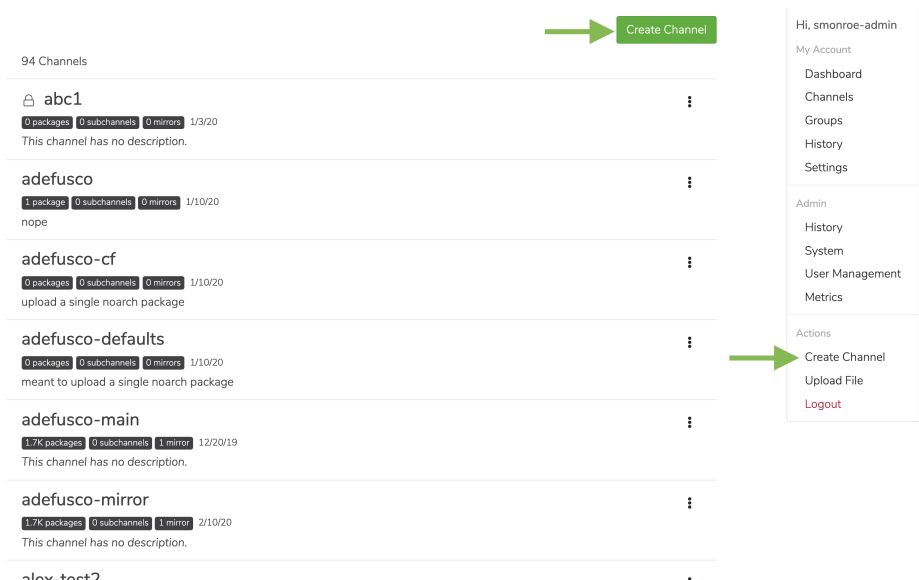 Create Channel
94 Channels
abc1
0 packages 0 subchannels 0 mirrors 1/3/20
This channel has no description.
adefusco
1 package 0 subchannels 0 mirrors 1/10/20
nope
adefusco-cf
0 packages 0 subchannels 0 mirrors 1/10/20
upload a single noarch package
adefusco-defaults
0 packages 0 subchannels 0 mirrors 1/10/20
meant to upload a single noarch package
adefusco-main
1.7K packages 0 subchannels 1 mirror 12/20/19
This channel has no description.
adefusco-mirror
1.7K packages 0 subchannels 1 mirror 2/10/20
This channel has no description.
alex-test2
Hi, smonroe-admin
My Account
Dashboard
Channels
Groups
History
Settings
Admin
History
System
User Management
Metrics
Actions
Create Channel
Upload File
Logout